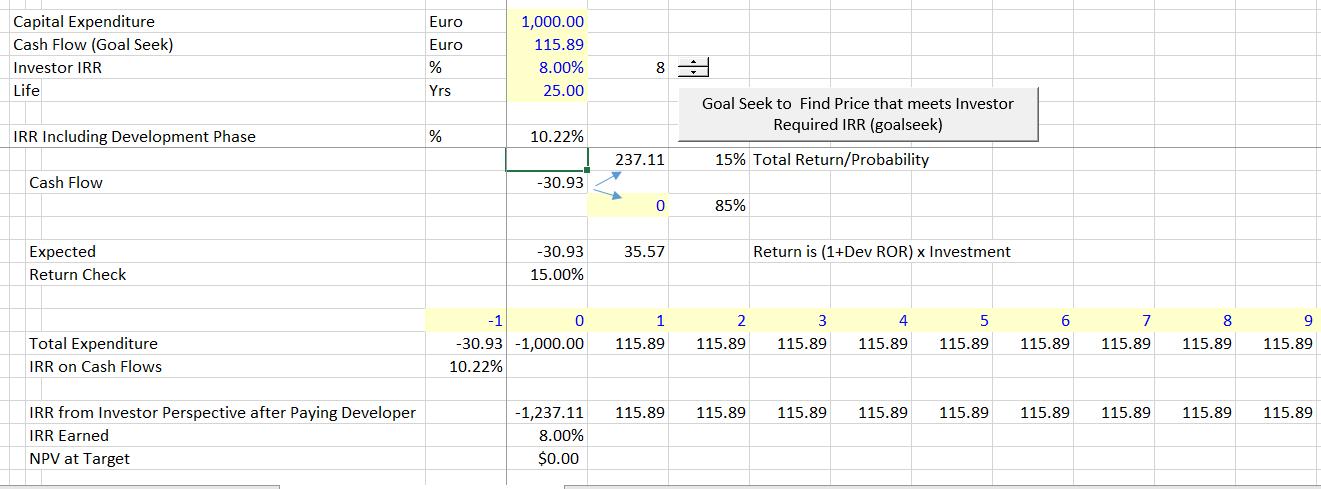 Capital Expenditure Euro 1,000.00
Cash Flow (Goal Seek) Euro 115.89
Investor IRR % 8.00% 8
Life Yrs 25.00
Goal Seek to Find Price that meets Investor
Required IRR (goalseek)
IRR Including Development Phase % 10.22%
237.11 15% Total Return/Probability
Cash Flow -30.93
0 85%
Expected -30.93 35.57 Return is (1+Dev ROR) x Investment
Return Check 15.00%
-1 0 1 2 3 4 5 6 7 8 9
Total Expenditure -30.93 -1,000.00 115.89 115.89 115.89 115.89 115.89 115.89 115.89 115.89 115.89
IRR on Cash Flows 10.22%
IRR from Investor Perspective after Paying Developer -1,237.11 115.89 115.89 115.89 115.89 115.89 115.89 115.89 115.89 115.89
IRR Earned 8.00%
NPV at Target $0.00